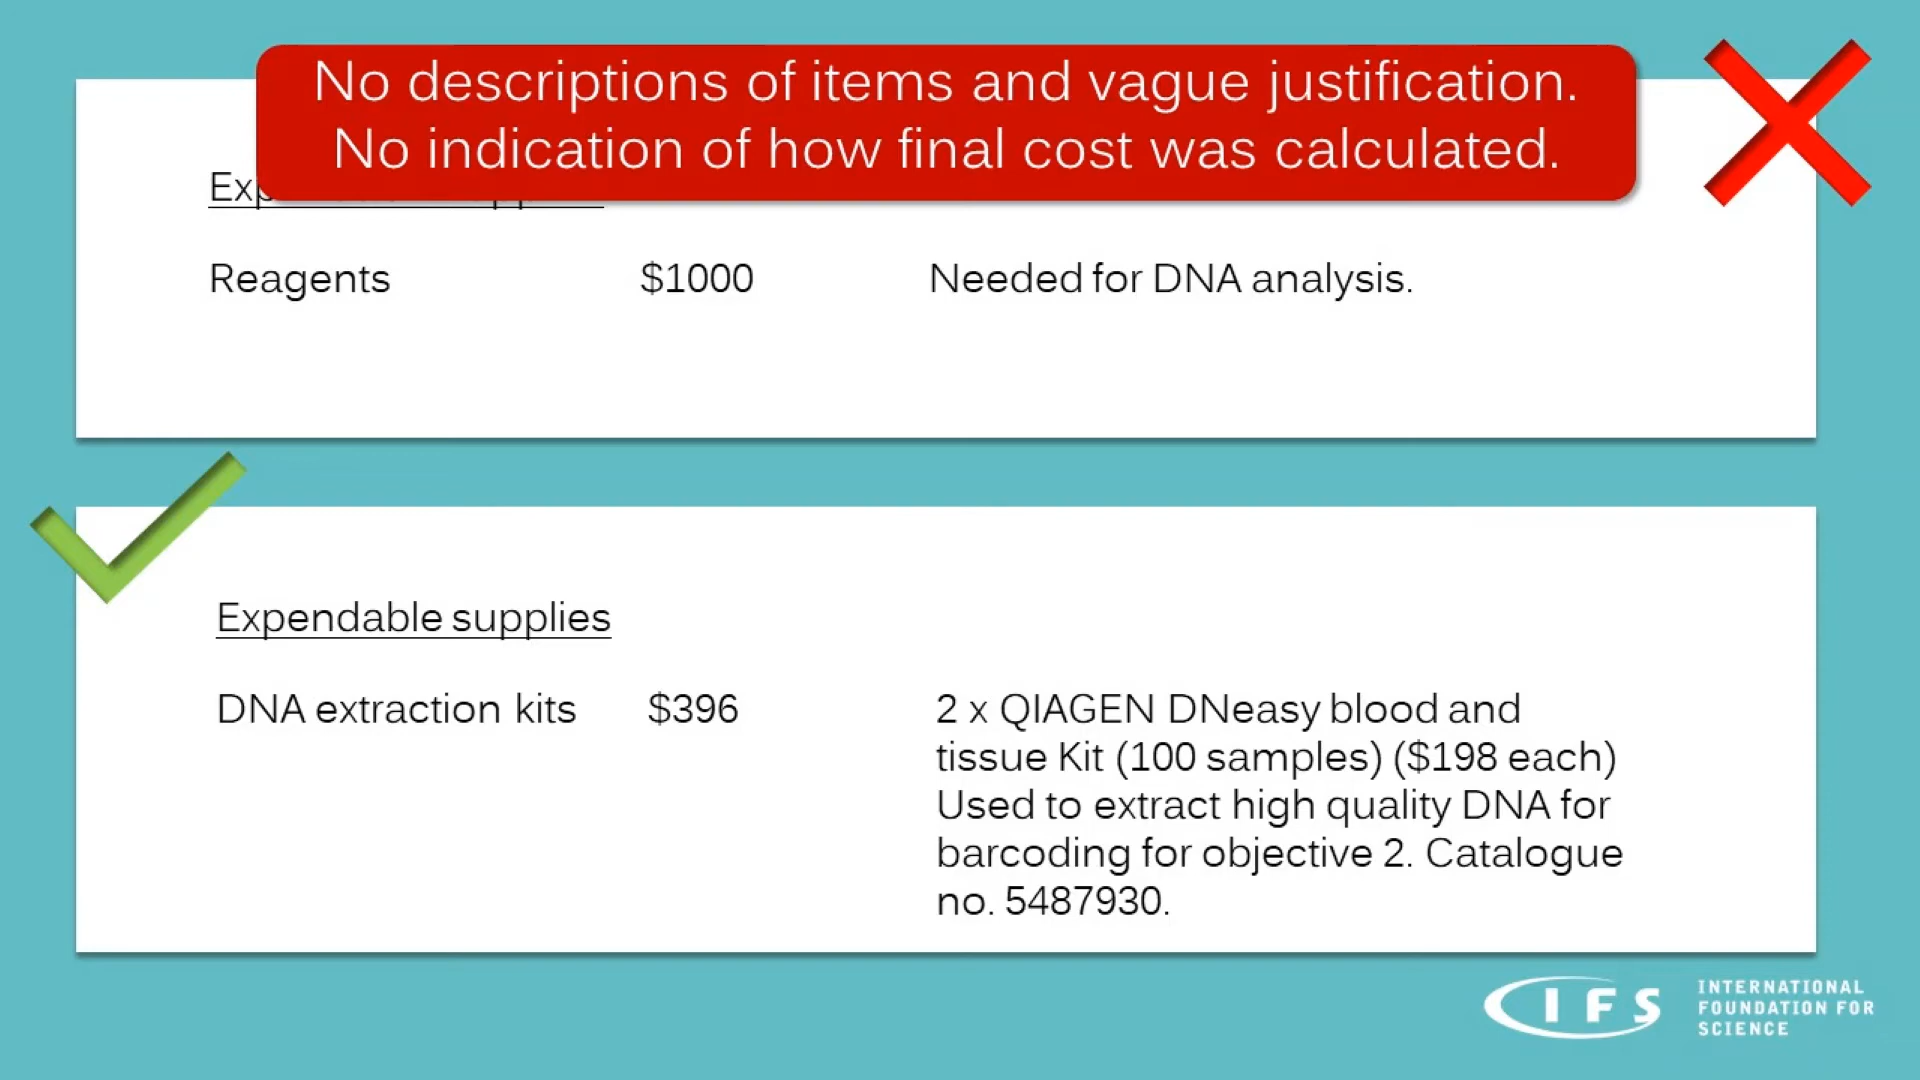 No descriptions of items and vague justification.
No indication of how final cost was calculated.
Reagents $1000 Needed for DNA analysis.
Expendable supplies
DNA extraction kits $396 2 x QIAGEN DNeasy blood and
tissue Kit (100 samples) ($198 each)
Used to extract high quality DNA for
barcoding for objective 2. Catalogue
no. 5487930.
IFS
INTERNATIONAL
FOUNDATION FOR
SCIENCE